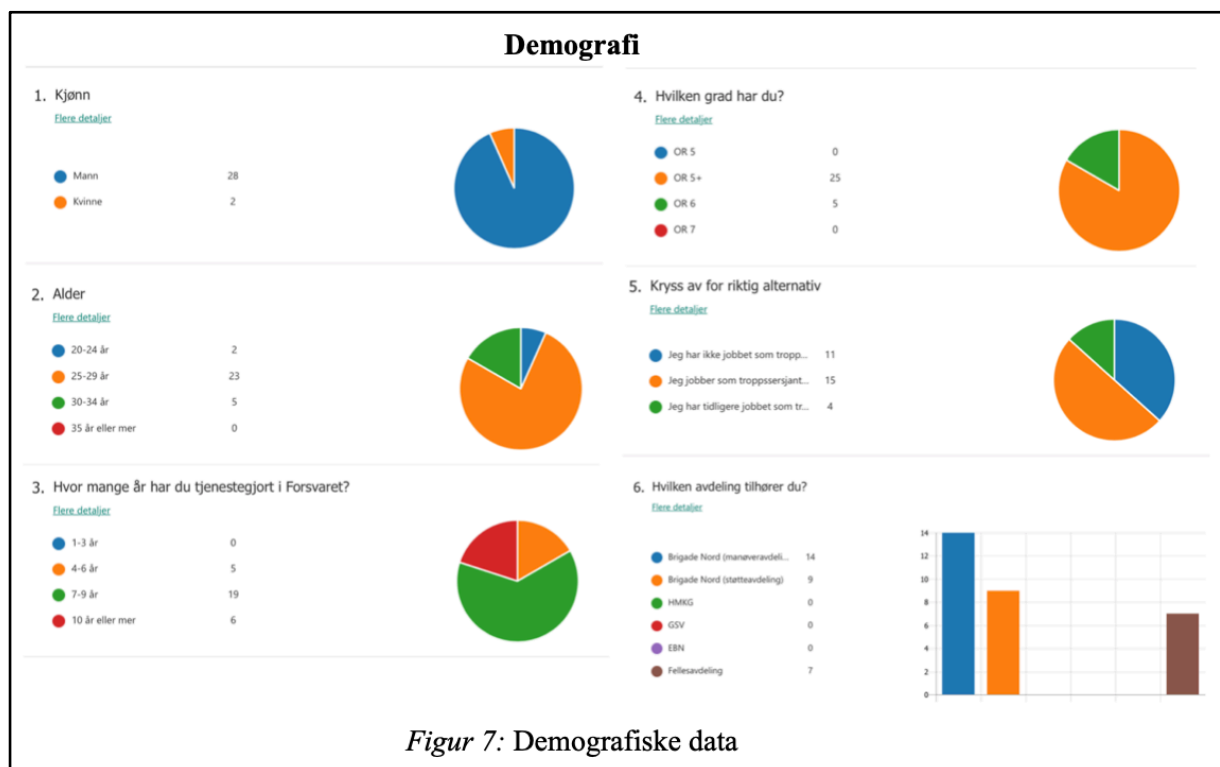 Demografi
1. Kjønn
Flere detaljer
Mann 28
Kvinne 2
2. Alder
Flere detaljer
20-24 år 2
25-29 år 23
30-34 år 5
35 år eller mer 0
3. Hvor mange år har du tjenestegjort i Forsvaret?
Flere detaljer
1-3 år 0
4-6 år 5
7-9 år 19
10 år eller mer 6
4. Hvilken grad har du?
Flere detaljer
OR 5 0
OR 5+ 25
OR 6 5
OR 7 0
5. Kryss av for riktig alternativ
Flere detaljer
Jeg har ikke jobbet som tropp... 11
Jeg jobber som troppssersjant... 15
Jeg har tidligere jobbet som tr... 4
6. Hvilken avdeling tilhører du?
Flere detaljer
Brigade Nord (manøveravdeli... 14
Brigade Nord (støtteavdeling) 9
HMKG 0
GSV 0
EBN 0
Fellesavdeling 7
14
12
10
8
6
4
2
0
Figur 7: Demografiske data